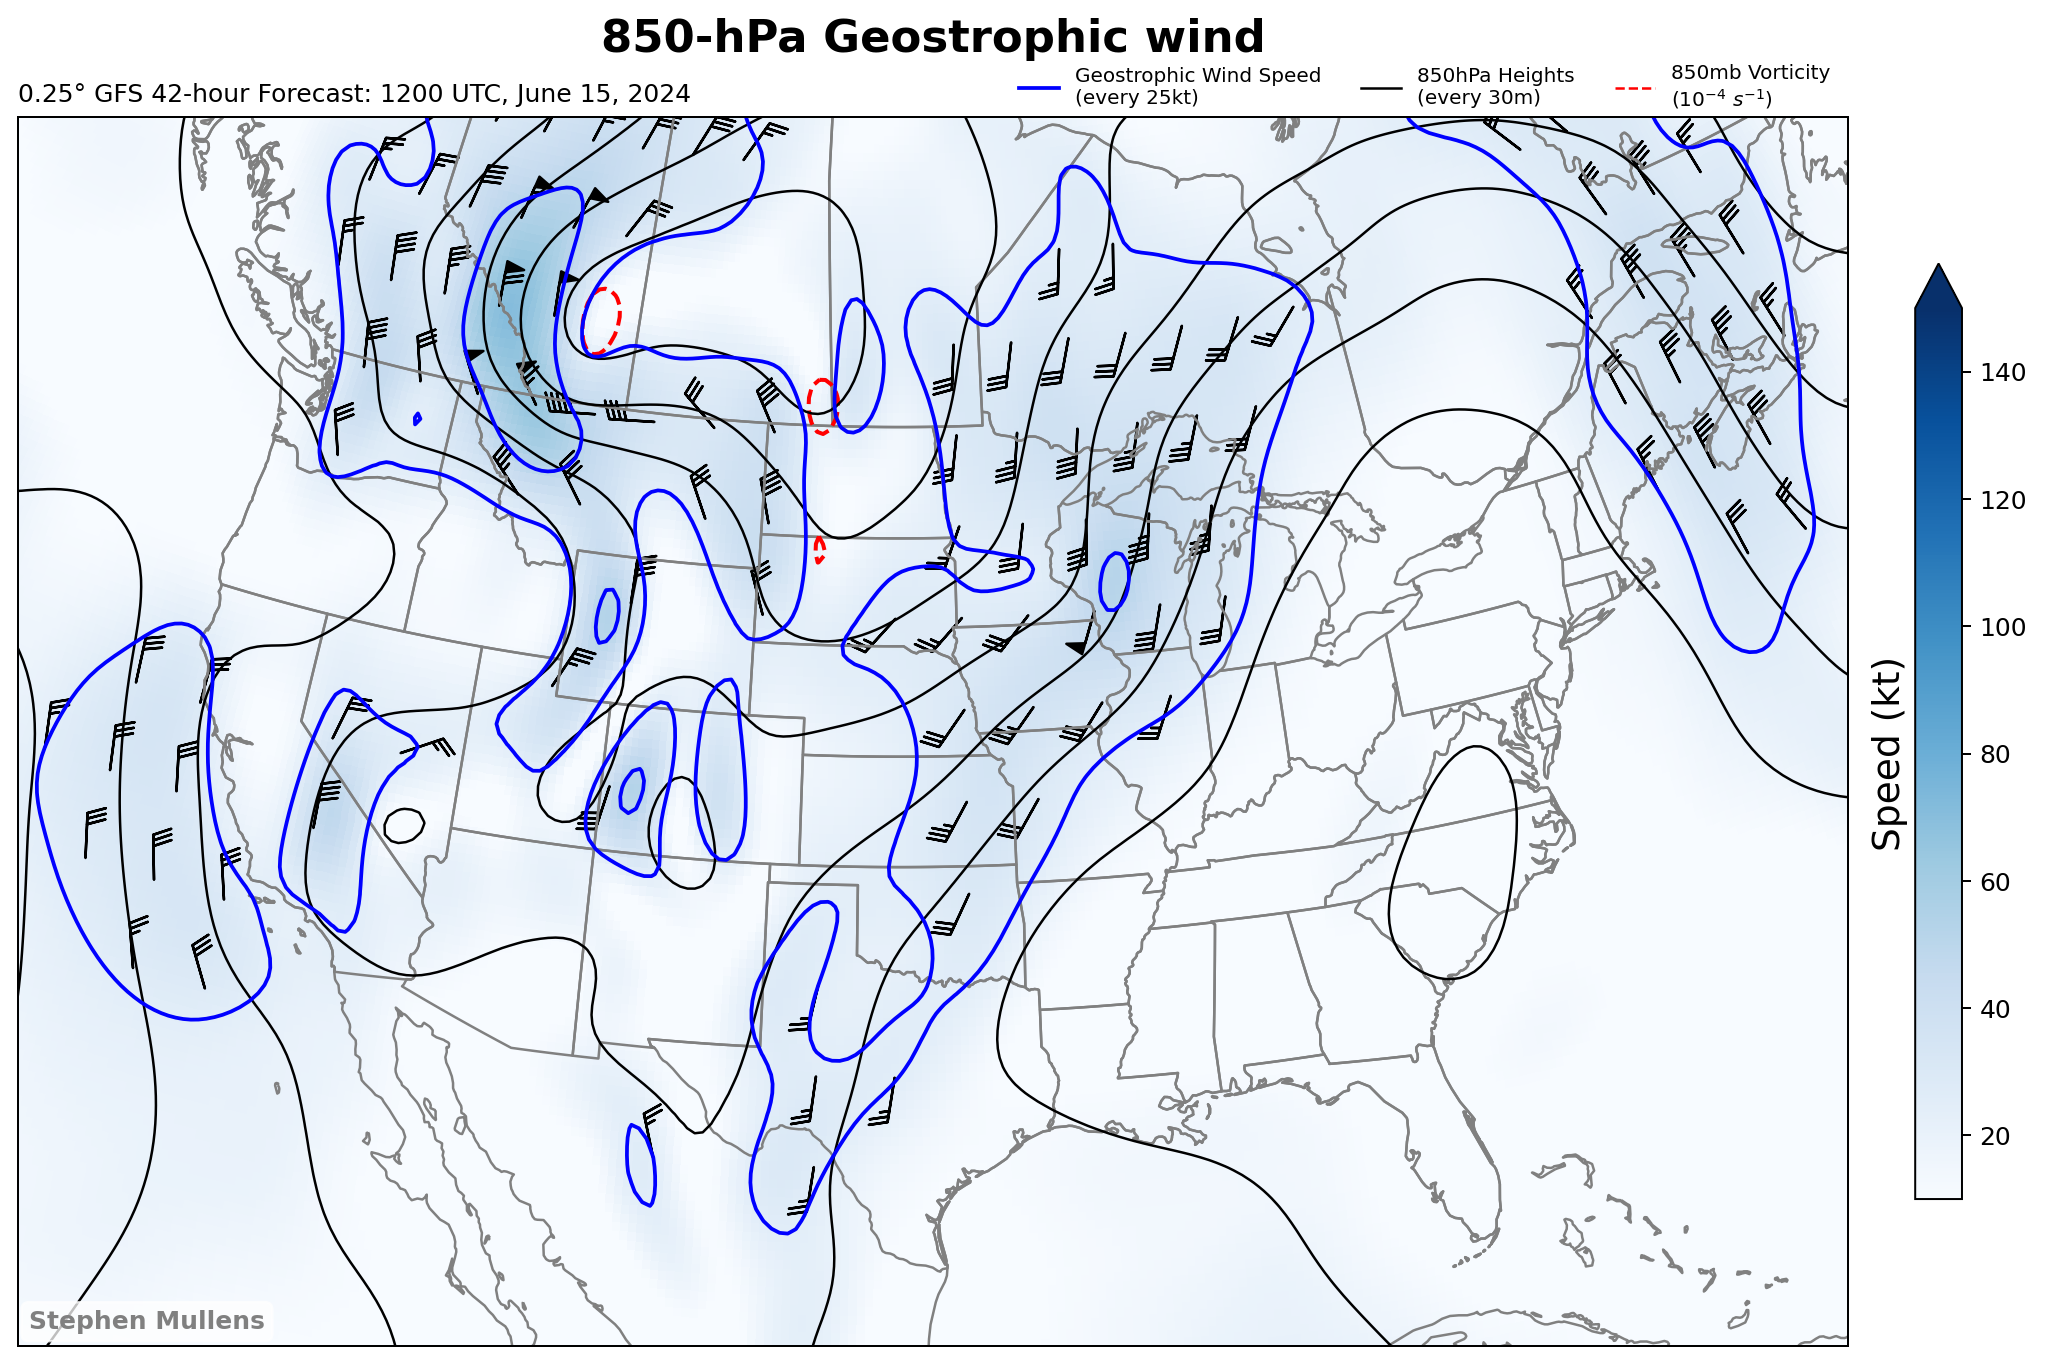 850-hPa Geostrophic wind
0.25° GFS 42-hour Forecast: 1200 UTC, June 15, 2024
Geostrophic Wind Speed
(every 25kt)
850hPa Heights
(every 30m)
850mb Vorticity
(10⁻⁴ s⁻¹)
140
120
100
80
60
40
20
Speed (kt)
Stephen Mullens